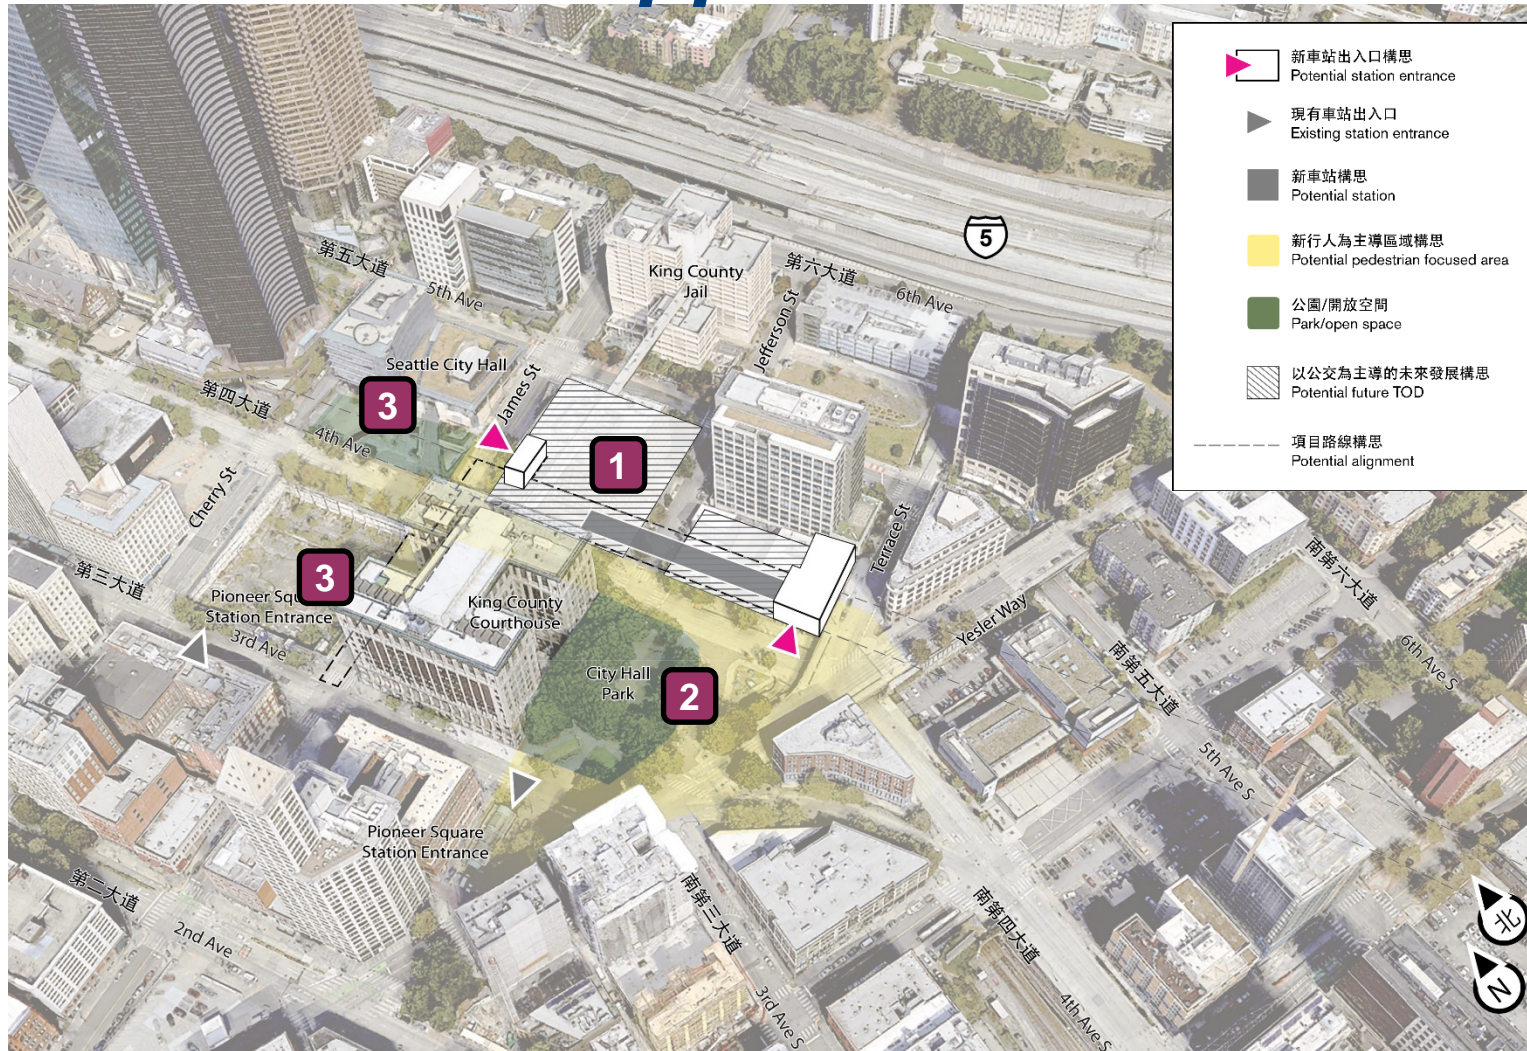 新車站出入口構思
Potential station entrance
現有車站出入口
Existing station entrance
新車站構思
Potential station
新行人為主導區域構思
Potential pedestrian focused area
公園/開放空間
Park/open space
以公交為主導的未來發展構思
Potential future TOD
項目路線構思
Potential alignment
5
第五大道
5th Ave
King County
Jail
第六大道
6th Ave
Jefferson St
Seattle City Hall
James St
第四大道
4th Ave
3
1
Cherry St
第三大道
3
Pioneer Square
Station Entrance
3rd Ave
King County
Courthouse
Terrace St
Yesler Way
City Hall
Park
2
南第六大道
6th Ave S
南第五大道
5th Ave S
Pioneer Square
Station Entrance
第二大道
2nd Ave
南第三大道
3rd Ave S
南第四大道
4th Ave S
北
N